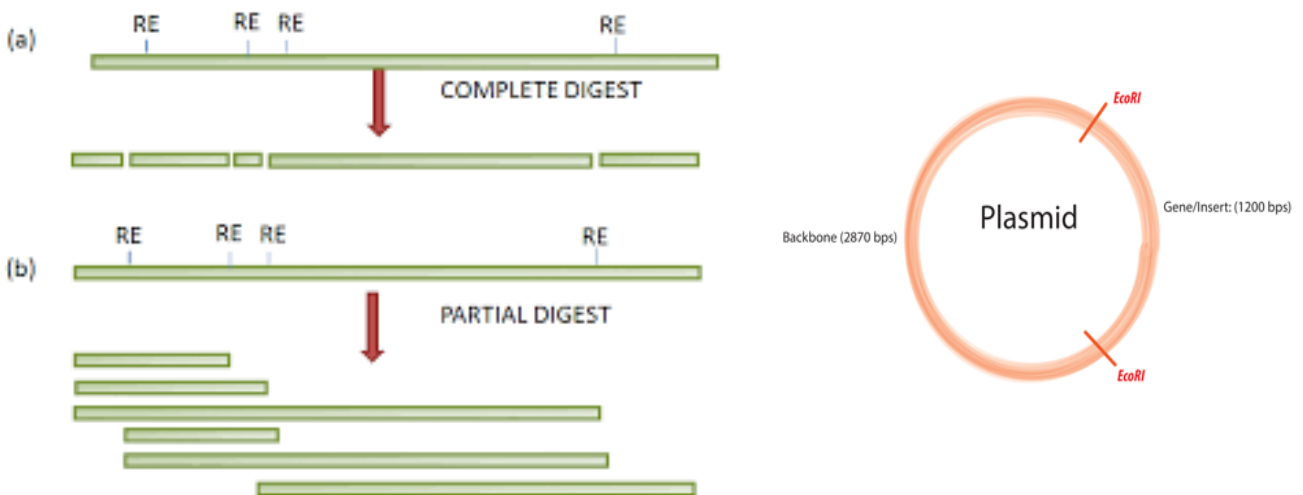 (a)
RE RE RE RE
COMPLETE DIGEST
(b)
RE RE RE RE
PARTIAL DIGEST
EcoRI
Plasmid
Gene/Insert: (1200 bps)
Backbone (2870 bps)
EcoRI